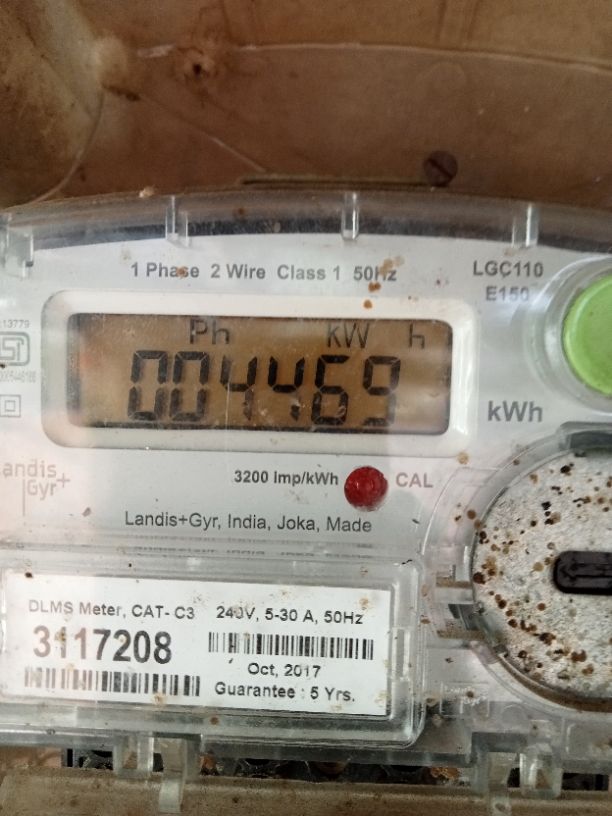 1 Phase 2 Wire Class 1 50Hz
LGC110
E150
13779
Ph kW h
004469
kWh
3200 Imp/kWh
CAL
Landis
Gyr+
Landis+Gyr, India, Joka, Made
DLMS Meter, CAT- C3 240V, 5-30 A, 50Hz
3117208
Oct, 2017
Guarantee : 5 Yrs.